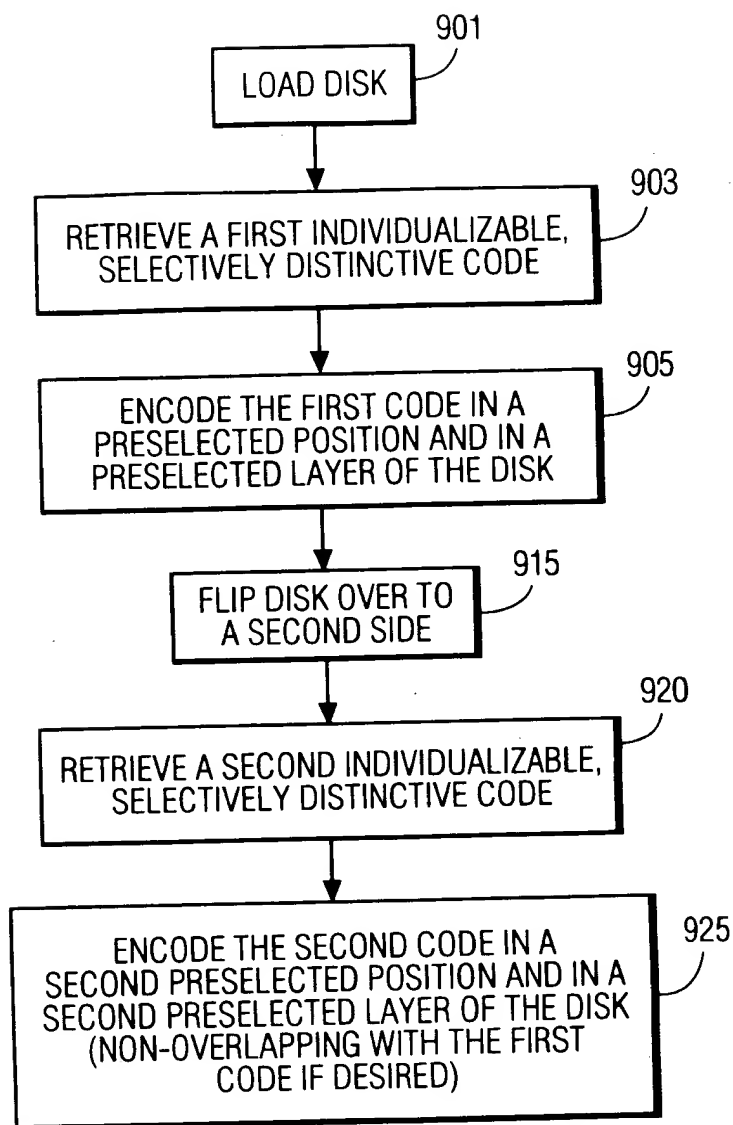 901
LOAD DISK
903
RETRIEVE A FIRST INDIVIDUALIZABLE,
SELECTIVELY DISTINCTIVE CODE
905
ENCODE THE FIRST CODE IN A
PRESELECTED POSITION AND IN A
PRESELECTED LAYER OF THE DISK
915
FLIP DISK OVER TO
A SECOND SIDE
920
RETRIEVE A SECOND INDIVIDUALIZABLE,
SELECTIVELY DISTINCTIVE CODE
925
ENCODE THE SECOND CODE IN A
SECOND PRESELECTED POSITION AND IN A
SECOND PRESELECTED LAYER OF THE DISK
(NON-OVERLAPPING WITH THE FIRST
CODE IF DESIRED)